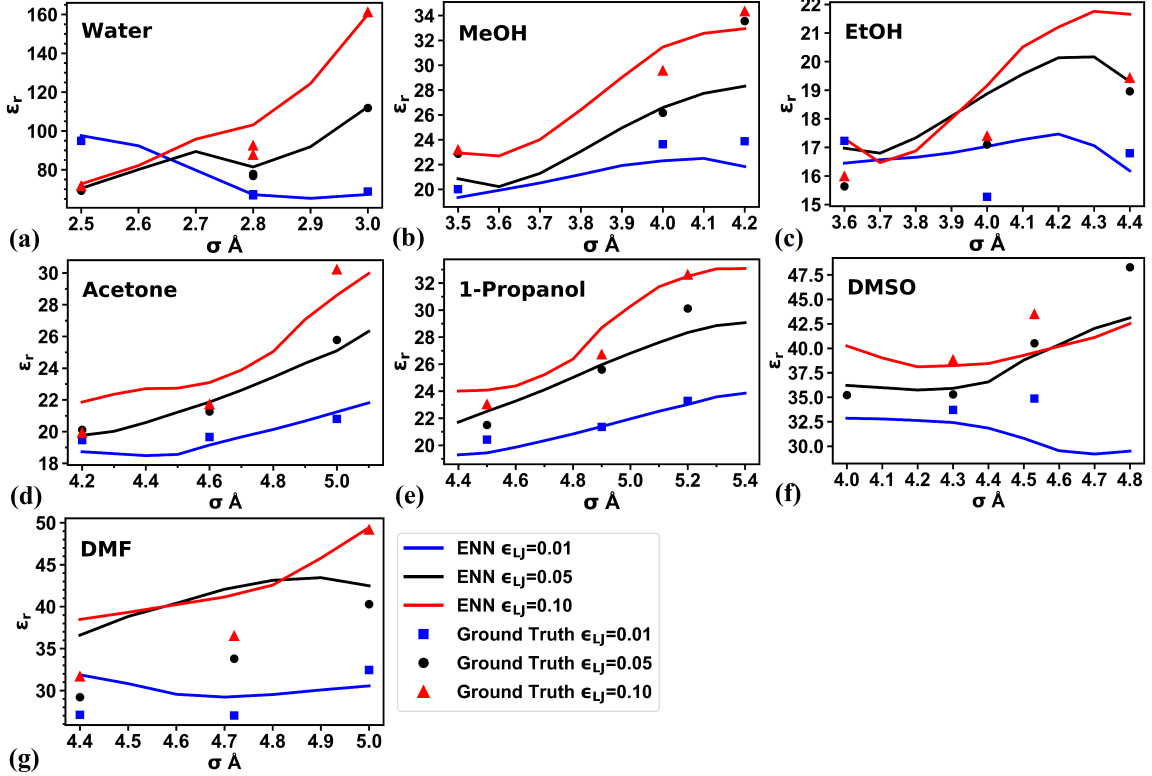 Water
160
140
120
100
80
εr
2.5 2.6 2.7 2.8 2.9 3.0
(a) σ Å
MeOH
34
32
30
28
26
24
22
20
εr
3.5 3.6 3.7 3.8 3.9 4.0 4.1 4.2
(b) σ Å
EtOH
22
21
20
19
18
17
16
15
εr
3.6 3.7 3.8 3.9 4.0 4.1 4.2 4.3 4.4
(c) σ Å
Acetone
30
28
26
24
22
20
18
εr
4.2 4.4 4.6 4.8 5.0
(d) σ Å
1-Propanol
32
30
28
26
24
22
20
εr
4.4 4.6 4.8 5.0 5.2 5.4
(e) σ Å
DMSO
47.5
45.0
42.5
40.0
37.5
35.0
32.5
30.0
εr
4.0 4.1 4.2 4.3 4.4 4.5 4.6 4.7 4.8
(f) σ Å
DMF
50
45
40
35
30
εr
4.4 4.5 4.6 4.7 4.8 4.9 5.0
(g) σ Å
ENN ϵLJ=0.01
ENN ϵLJ=0.05
ENN ϵLJ=0.10
Ground Truth ϵLJ=0.01
Ground Truth ϵLJ=0.05
Ground Truth ϵLJ=0.10